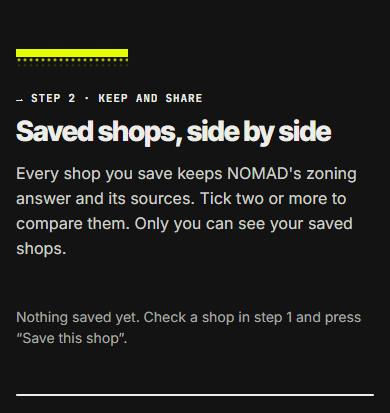 → STEP 2 · KEEP AND SHARE
Saved shops, side by side
Every shop you save keeps NOMAD's zoning
answer and its sources. Tick two or more to
compare them. Only you can see your saved
shops.
Nothing saved yet. Check a shop in step 1 and press
“Save this shop”.